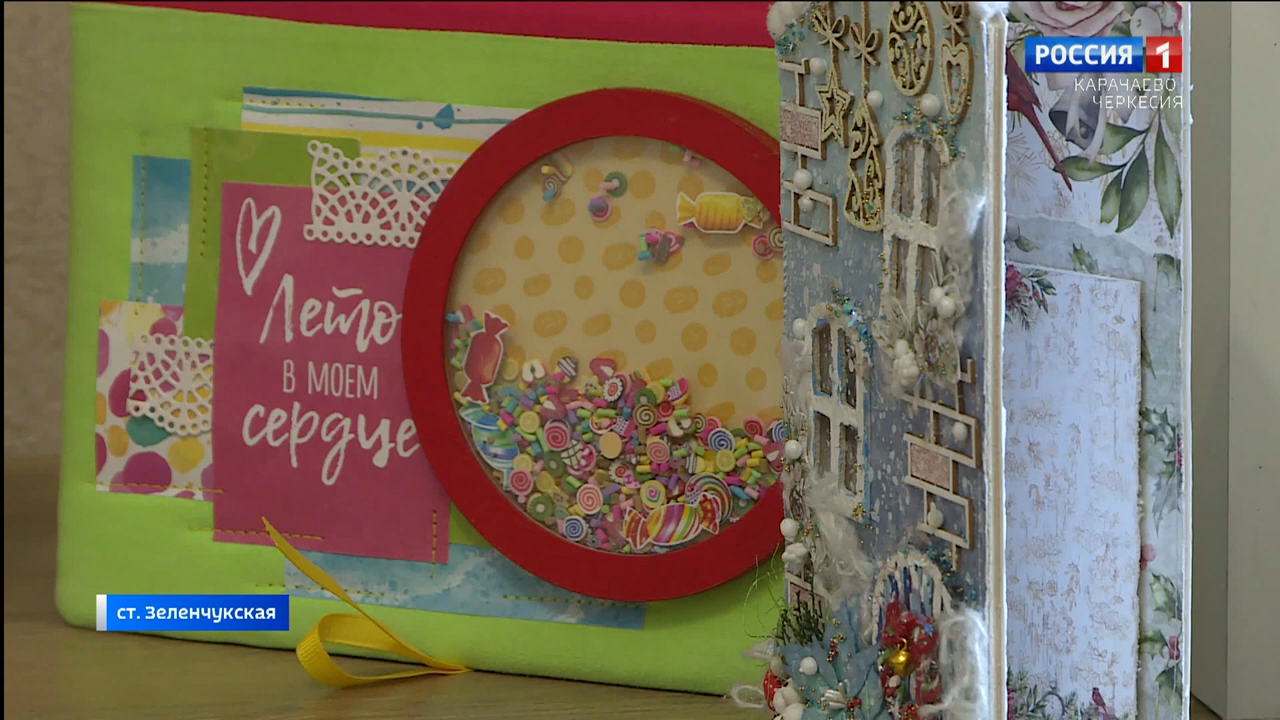 РОССИЯ 1
КАРАЧАЕВО
ЧЕРКЕСИЯ
Лето
в моем
сердце
ст. Зеленчукская